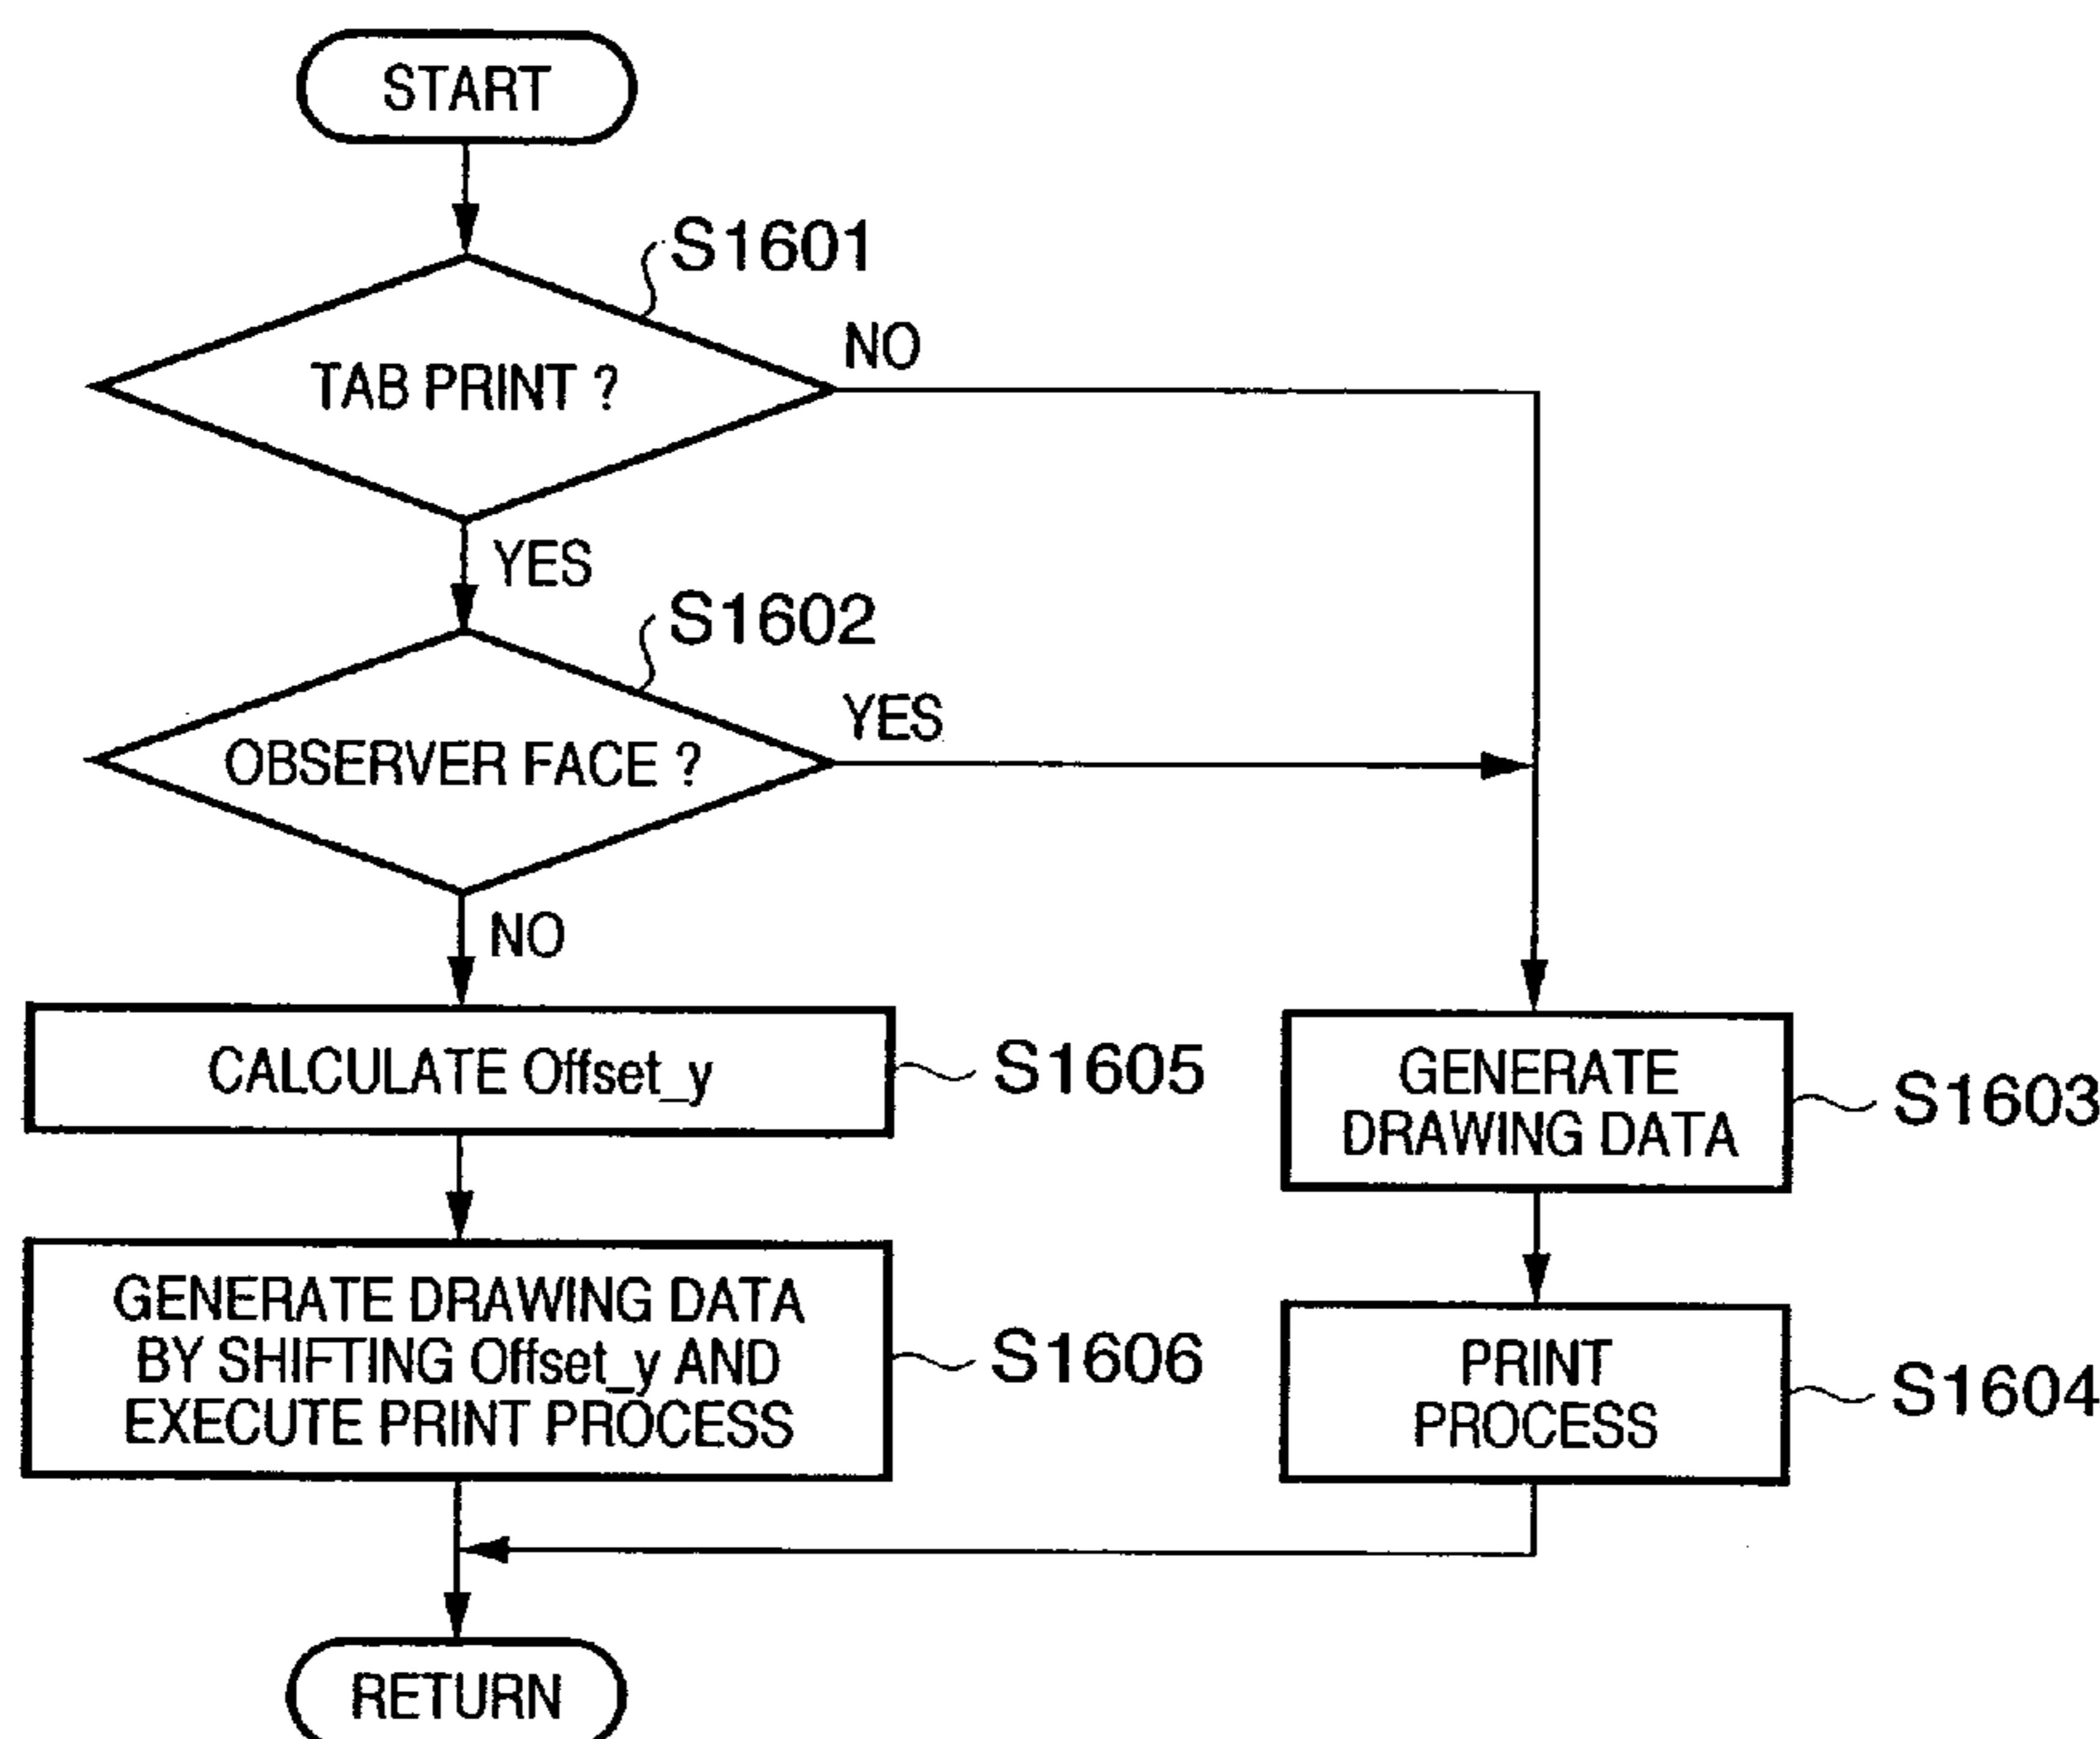 START
S1601
TAB PRINT ?
NO
YES
S1602
OBSERVER FACE ?
YES
NO
CALCULATE Offset_y
S1605
GENERATE
DRAWING DATA
S1603
GENERATE DRAWING DATA
BY SHIFTING Offset_y AND
EXECUTE PRINT PROCESS
S1606
PRINT
PROCESS
S1604
RETURN